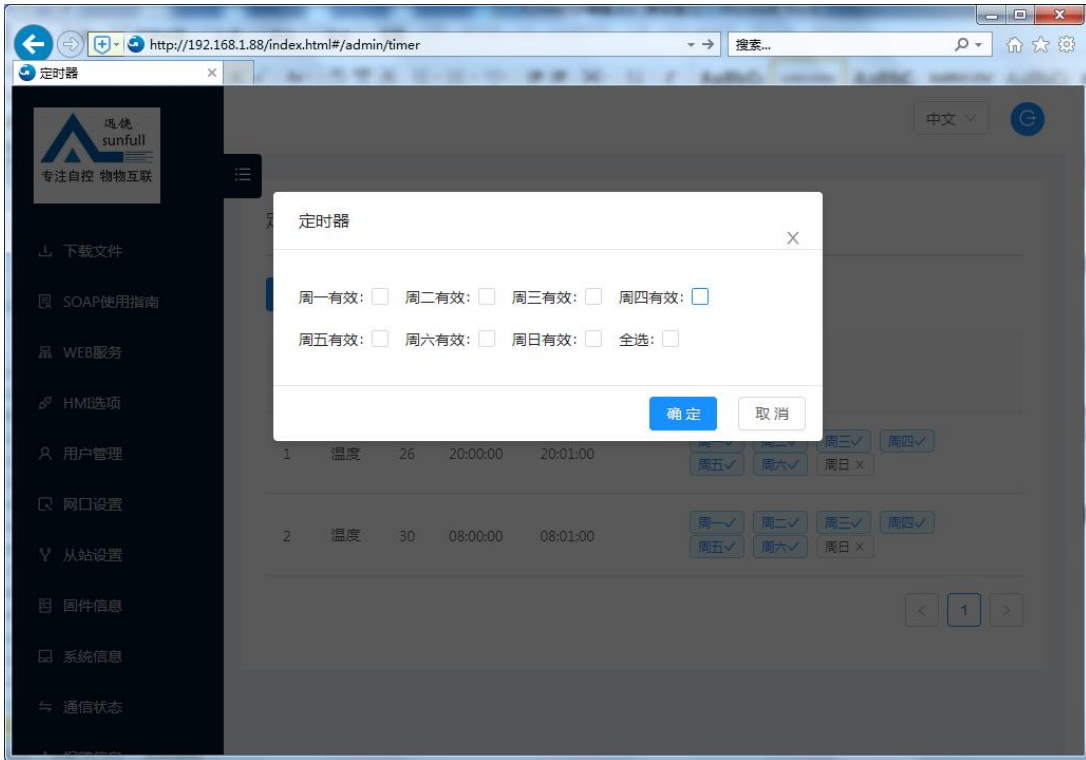 http://192.168.1.88/index.html#/admin/timer
搜索...
定时器
迅饶
sunfull
专注自控 物物互联
中文
下载文件
SOAP使用指南
WEB服务
HMI选项
用户管理
网口设置
从站设置
固件信息
系统信息
通信状态
定时器
X
周一有效: 周二有效: 周三有效: 周四有效:
周五有效: 周六有效: 周日有效: 全选:
确定 取消
1 温度 26 20:00:00 20:01:00 周一✓ 周二✓ 周三✓ 周四✓
周五✓ 周六✓ 周日 ×
2 温度 30 08:00:00 08:01:00 周一✓ 周二✓ 周三✓ 周四✓
周五✓ 周六✓ 周日 ×
< 1 >